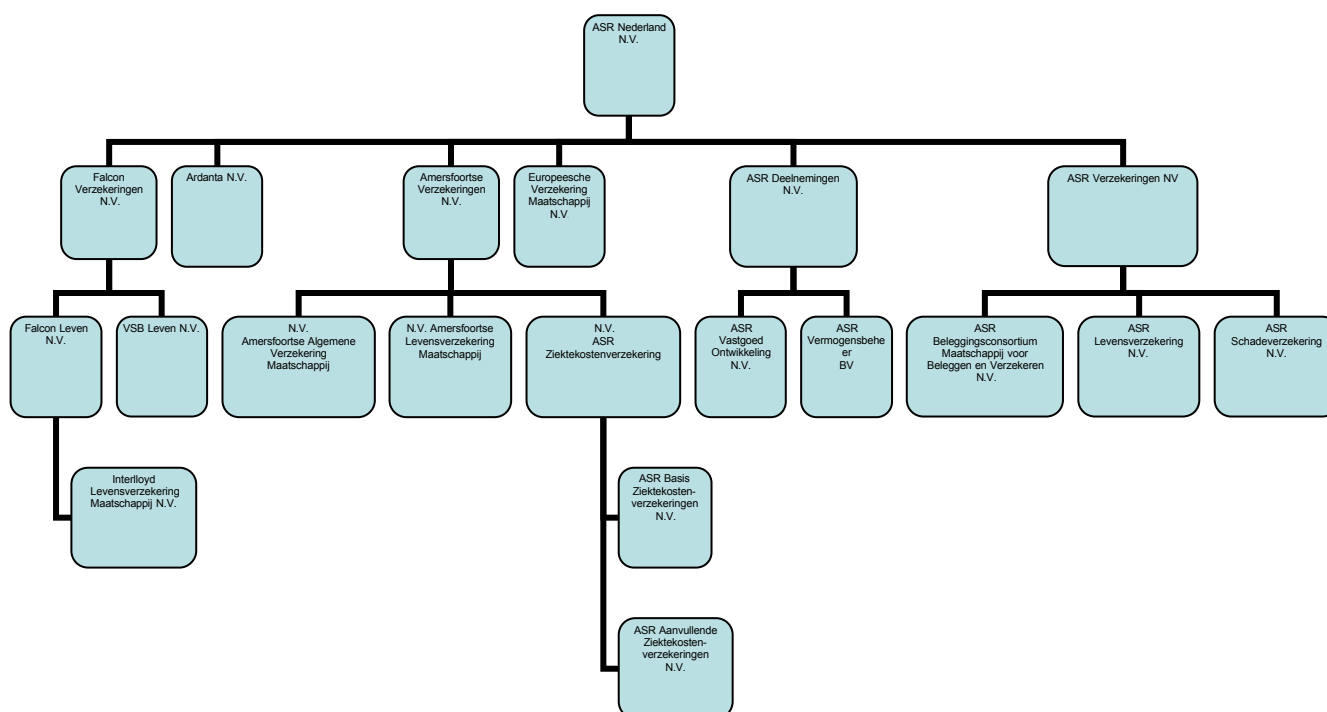 ASR Nederland
N.V.
Falcon
Verzekeringen
N.V.
Ardanta N.V.
Amersfoortse
Verzekeringen
N.V.
Europeesche
Verzekering
Maatschappij
N.V
ASR Deelnemingen
N.V.
ASR Verzekeringen NV
Falcon Leven
N.V.
VSB Leven N.V.
N.V.
Amersfoortse Algemene
Verzekering
Maatschappij
N.V. Amersfoortse
Levensverzekering
Maatschappij
N.V.
ASR
Ziektekostenverzekering
ASR
Vastgoed
Ontwikkeling
N.V.
ASR
Vermogensbehe
er
BV
ASR
Beleggingsconsortium
Maatschappij voor
Beleggen en Verzekeren
N.V.
ASR
Levensverzekering
N.V.
ASR
Schadeverzekering
N.V.
Interlloyd
Levensverzekering
Maatschappij N.V.
ASR Basis
Ziektekosten-
verzekeringen
N.V.
ASR Aanvullende
Ziektekosten-
verzekeringen
N.V.